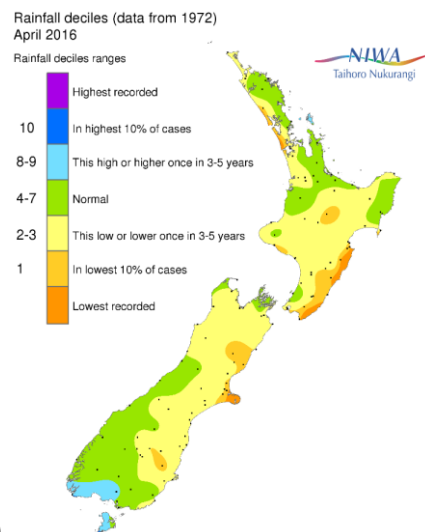 Rainfall deciles (data from 1972)
April 2016
Rainfall deciles ranges
NIWA
Taihoro Nukurangi
Highest recorded
10 In highest 10% of cases
8-9 This high or higher once in 3-5 years
4-7 Normal
2-3 This low or lower once in 3-5 years
1 In lowest 10% of cases
Lowest recorded